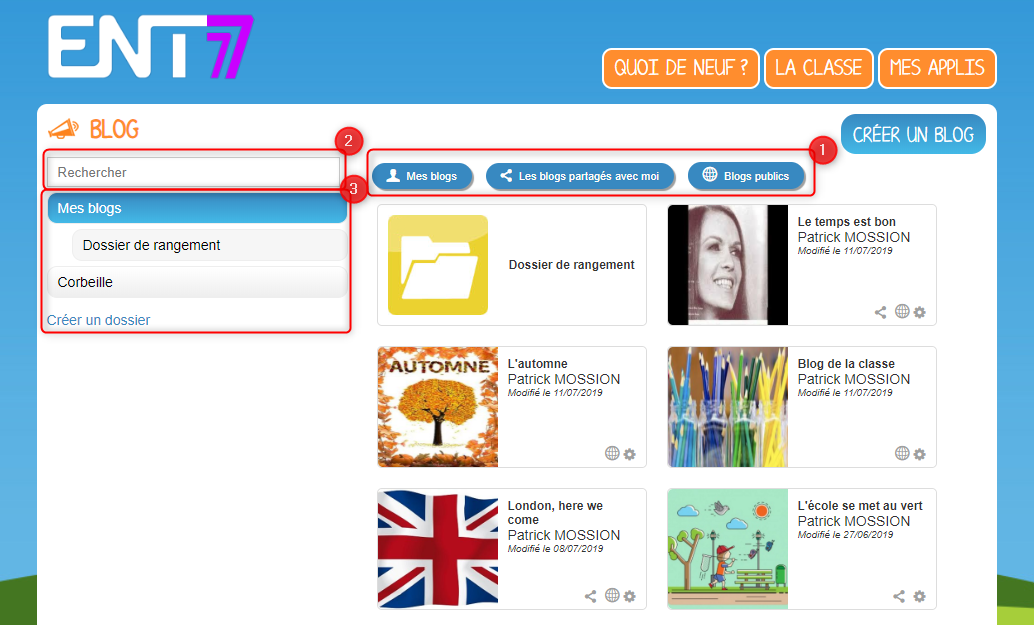 ENT77
QUOI DE NEUF ?
LA CLASSE
MES APPLIS
BLOG
CRÉER UN BLOG
2
1
Rechercher
3
Mes blogs
Les blogs partagés avec moi
Blogs publics
Mes blogs
Dossier de rangement
Corbeille
Créer un dossier
Dossier de rangement
Le temps est bon
Patrick MOSSION
Modifié le 11/07/2019
AUTOMNE
L'automne
Patrick MOSSION
Modifié le 11/07/2019
Blog de la classe
Patrick MOSSION
Modifié le 11/07/2019
London, here we
come
Patrick MOSSION
Modifié le 08/07/2019
L'école se met au vert
Patrick MOSSION
Modifié le 27/06/2019